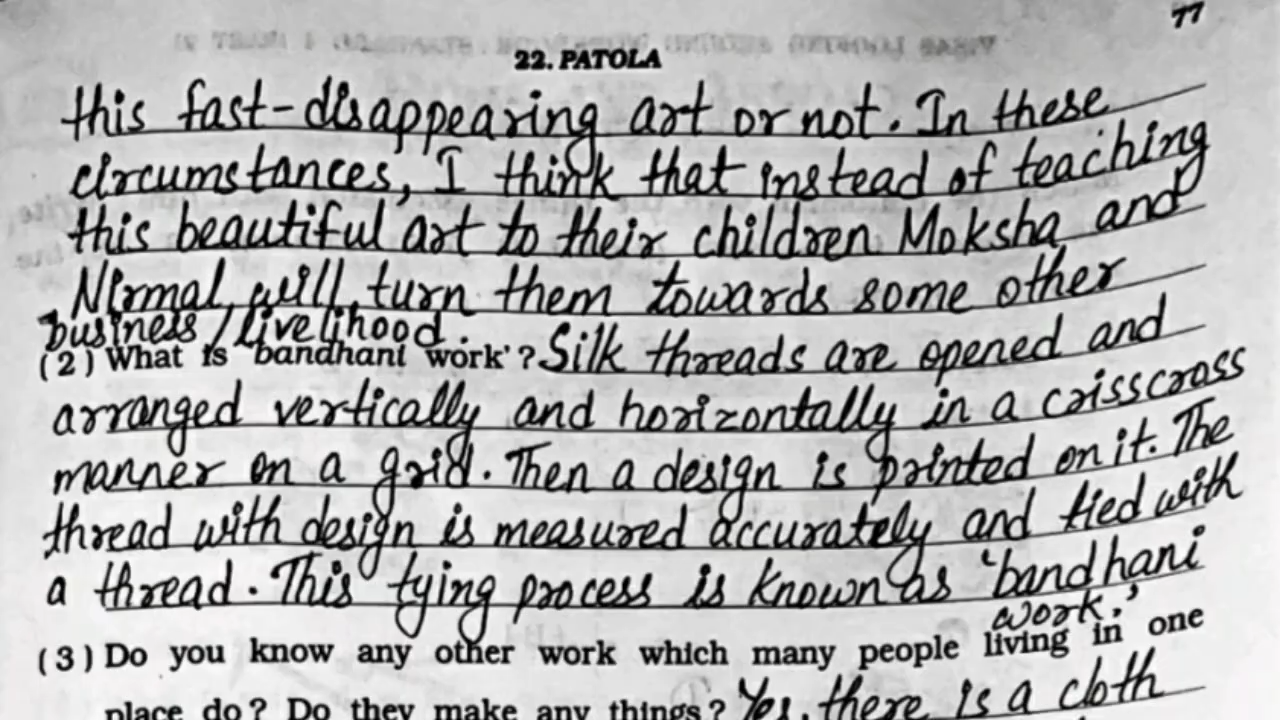 77
22. PATOLA
this fast-disappearing art or not. In these
circumstances, I think that instead of teaching
this beautiful art to their children Moksha and
Nirmal will turn them towards some other
business / livelihood.
(2) What is 'bandhani work'? Silk threads are opened and
arranged vertically and horizontally in a crisscross
manner on a grid. Then a design is printed on it. The
thread with design is measured accurately and tied with
a thread. This tying process is known as 'bandhani
work.'
(3) Do you know any other work which many people living in one
place do? Do they make any things? Yes, there is a cloth